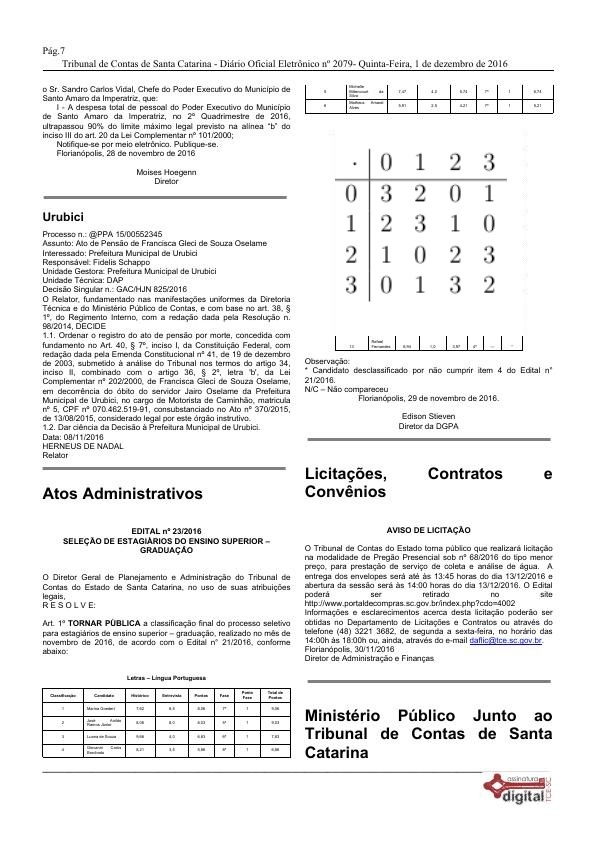 Pág.7
Tribunal de Contas de Santa Catarina - Diário Oficial Eletrônico nº 2079- Quinta-Feira, 1 de dezembro de 2016
o Sr. Sandro Carlos Vidal, Chefe do Poder Executivo do Município de
Santo Amaro da Imperatriz, que:
I - A despesa total de pessoal do Poder Executivo do Município
de Santo Amaro da Imperatriz, no 2º Quadrimestre de 2016,
ultrapassou 90% do limite máximo legal previsto na alínea “b” do
inciso III do art. 20 da Lei Complementar nº 101/2000;
Notifique-se por meio eletrônico. Publique-se.
Florianópolis, 28 de novembro de 2016
Moises Hoegenn
Diretor
Urubici
Processo n.: @PPA 15/00552345
Assunto: Ato de Pensão de Francisca Gleci de Souza Oselame
Interessado: Prefeitura Municipal de Urubici
Responsável: Fidelis Schappo
Unidade Gestora: Prefeitura Municipal de Urubici
Unidade Técnica: DAP
Decisão Singular n.: GAC/HJN 825/2016
O Relator, fundamentado nas manifestações uniformes da Diretoria
Técnica e do Ministério Público de Contas, e com base no art. 38, §
1º, do Regimento Interno, com a redação dada pela Resolução n.
98/2014, DECIDE
1.1. Ordenar o registro do ato de pensão por morte, concedida com
fundamento no Art. 40, § 7º, inciso I, da Constituição Federal, com
redação dada pela Emenda Constitucional nº 41, de 19 de dezembro
de 2003, submetido à análise do Tribunal nos termos do artigo 34,
inciso II, combinado com o artigo 36, § 2º, letra 'b', da Lei
Complementar nº 202/2000, de Francisca Gleci de Souza Oselame,
em decorrência do óbito do servidor Jairo Oselame da Prefeitura
Municipal de Urubici, no cargo de Motorista de Caminhão, matrícula
nº 5, CPF nº 070.462.519-91, consubstanciado no Ato nº 370/2015,
de 13/08/2015, considerado legal por este órgão instrutivo.
1.2. Dar ciência da Decisão à Prefeitura Municipal de Urubici.
Data: 08/11/2016
HERNEUS DE NADAL
Relator
Atos Administrativos
EDITAL nº 23/2016
SELEÇÃO DE ESTAGIÁRIOS DO ENSINO SUPERIOR –
GRADUAÇÃO
O Diretor Geral de Planejamento e Administração do Tribunal de
Contas do Estado de Santa Catarina, no uso de suas atribuições
legais,
R E S O L V E:
Art. 1º TORNAR PÚBLICA a classificação final do processo seletivo
para estagiários de ensino superior – graduação, realizado no mês de
novembro de 2016, de acordo com o Edital n° 21/2016, conforme
abaixo:
Letras – Língua Portuguesa
Classificação Candidato Histórico Entrevista Pontos Fase Ponto Fase Total de Pontos
1 Marina Goedert 7,62 8,5 8,06 7ª 1 9,06
2 José Ariído Ramos Júnior 8,06 8,0 8,03 8ª 1 9,03
3 Luana de Souza 9,66 4,0 6,83 6ª 1 7,83
4 Giovanni Carlo Brochado 8,21 3,5 5,86 6ª 1 6,86
5 Michelle Bittencourt da Silva 7,47 4,0 5,74 7ª 1 6,74
6 Matheus Amaral Alves 5,91 2,5 4,21 7ª 1 5,21
· 0 1 2 3
0 3 2 0 1
1 2 3 1 0
2 1 0 2 3
3 0 1 3 2
13 Rafael Fernandes 6,94 1,0 3,97 4ª -- *
Observação:
* Candidato desclassificado por não cumprir item 4 do Edital n°
21/2016.
N/C – Não compareceu
Florianópolis, 29 de novembro de 2016.
Edison Stieven
Diretor da DGPA
Licitações, Contratos e
Convênios
AVISO DE LICITAÇÃO
O Tribunal de Contas do Estado torna público que realizará licitação
na modalidade de Pregão Presencial sob nº 68/2016 do tipo menor
preço, para prestação de serviço de coleta e análise de água. A
entrega dos envelopes será até às 13:45 horas do dia 13/12/2016 e
abertura da sessão será às 14:00 horas do dia 13/12/2016. O Edital
poderá ser retirado no site
http://www.portaldecompras.sc.gov.br/index.php?cdo=4002
Informações e esclarecimentos acerca desta licitação poderão ser
obtidas no Departamento de Licitações e Contratos ou através do
telefone (48) 3221 3682, de segunda a sexta-feira, no horário das
14:00h às 18:00h ou, ainda, através do e-mail daflic@tce.sc.gov.br.
Florianópolis, 30/11/2016
Diretor de Administração e Finanças
Ministério Público Junto ao
Tribunal de Contas de Santa
Catarina
assinatura
digital
TCE-SC